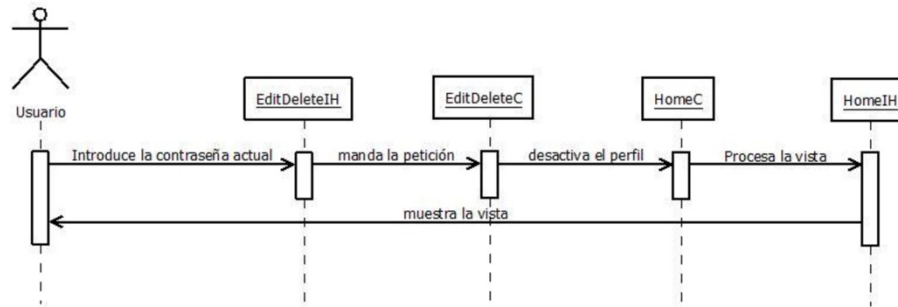 Usuario
EditDeleteIH
EditDeleteC
HomeC
HomeIH
Introduce la contraseña actual
manda la petición
desactiva el perfil
Procesa la vista
muestra la vista